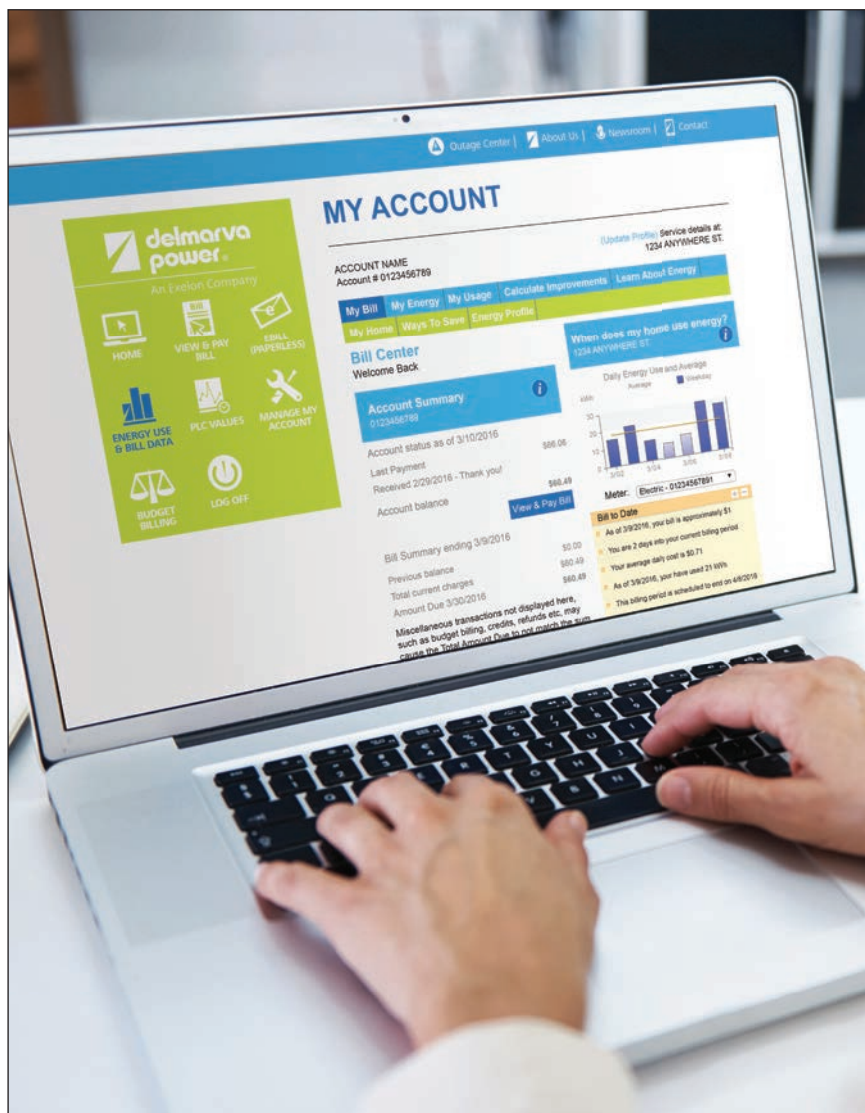 Outage Center | About Us | Newsroom | Contact
delmarva
power®
An Exelon Company
HOME
Bill
VIEW & PAY
BILL
e
EBILL
(PAPERLESS)
ENERGY USE
& BILL DATA
PLC VALUES
MANAGE MY
ACCOUNT
BUDGET
BILLING
LOG OFF
MY ACCOUNT
(Update Profile) Service details at:
1234 ANYWHERE ST.
ACCOUNT NAME
Account # 0123456789
My Bill My Energy My Usage Calculate Improvements Learn About Energy
My Home Ways To Save Energy Profile
Bill Center
Welcome Back
Account Summary
0123456789
i
Account status as of 3/10/2016
Last Payment $86.06
Received 2/29/2016 - Thank you!
Account balance $60.49
View & Pay Bill
Bill Summary ending 3/9/2016
Previous balance $0.00
Total current charges $60.49
Amount Due 3/30/2016 $60.49
Miscellaneous transactions not displayed here,
such as budget billing, credits, refunds etc, may
cause the Total Amount Due to not match the sum
When does my home use energy?
1234 ANYWHERE ST.
i
Daily Energy Use and Average
Average Weekday
kWh
30
20
10
0
3/02 3/04 3/06 3/08
Meter: Electric - 01234567891
Bill to Date
As of 3/9/2016, your bill is approximately $1
You are 2 days into your current billing period
Your average daily cost is $0.71
As of 3/9/2016, your have used 21 kWhs
This billing period is scheduled to end on 4/8/2016